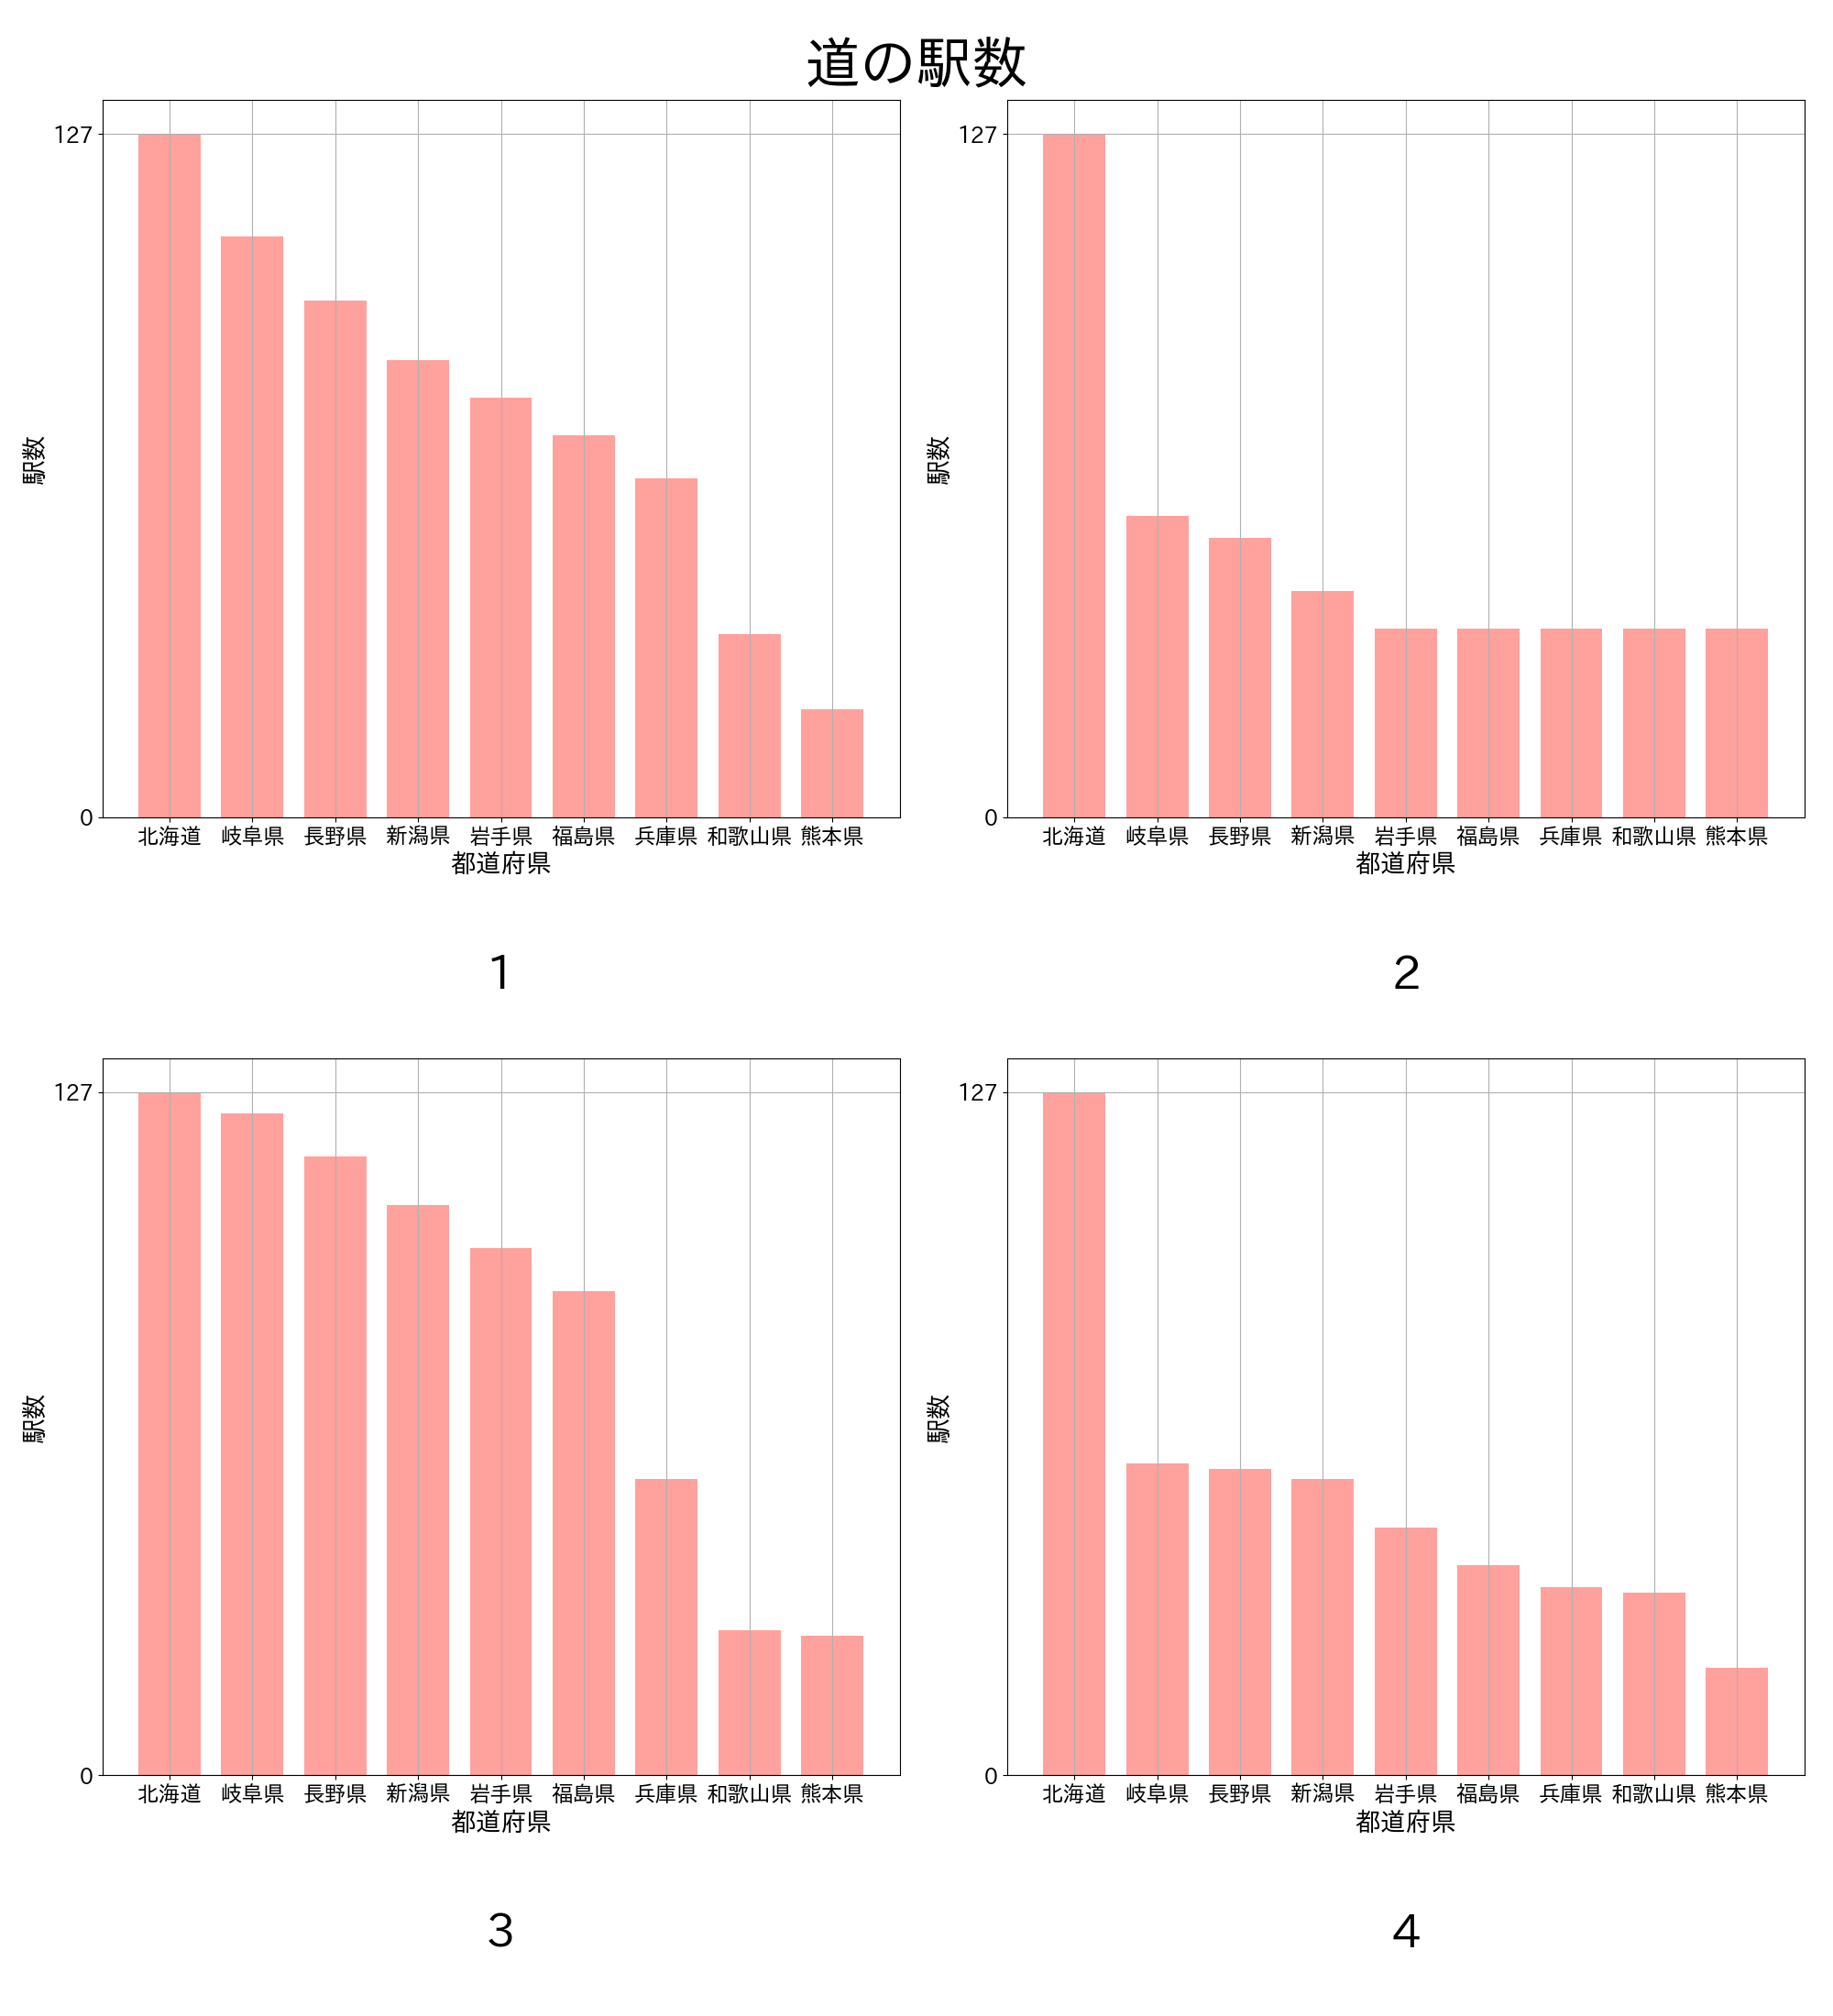 道の駅数
127
0
駅数
北海道 岐阜県 長野県 新潟県 岩手県 福島県 兵庫県 和歌山県 熊本県
都道府県
1
127
0
駅数
北海道 岐阜県 長野県 新潟県 岩手県 福島県 兵庫県 和歌山県 熊本県
都道府県
2
127
0
駅数
北海道 岐阜県 長野県 新潟県 岩手県 福島県 兵庫県 和歌山県 熊本県
都道府県
3
127
0
駅数
北海道 岐阜県 長野県 新潟県 岩手県 福島県 兵庫県 和歌山県 熊本県
都道府県
4